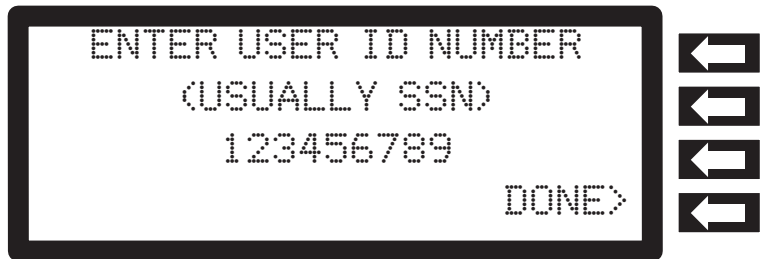 ENTER USER ID NUMBER
(USUALLY SSN)
123456789
DONE>